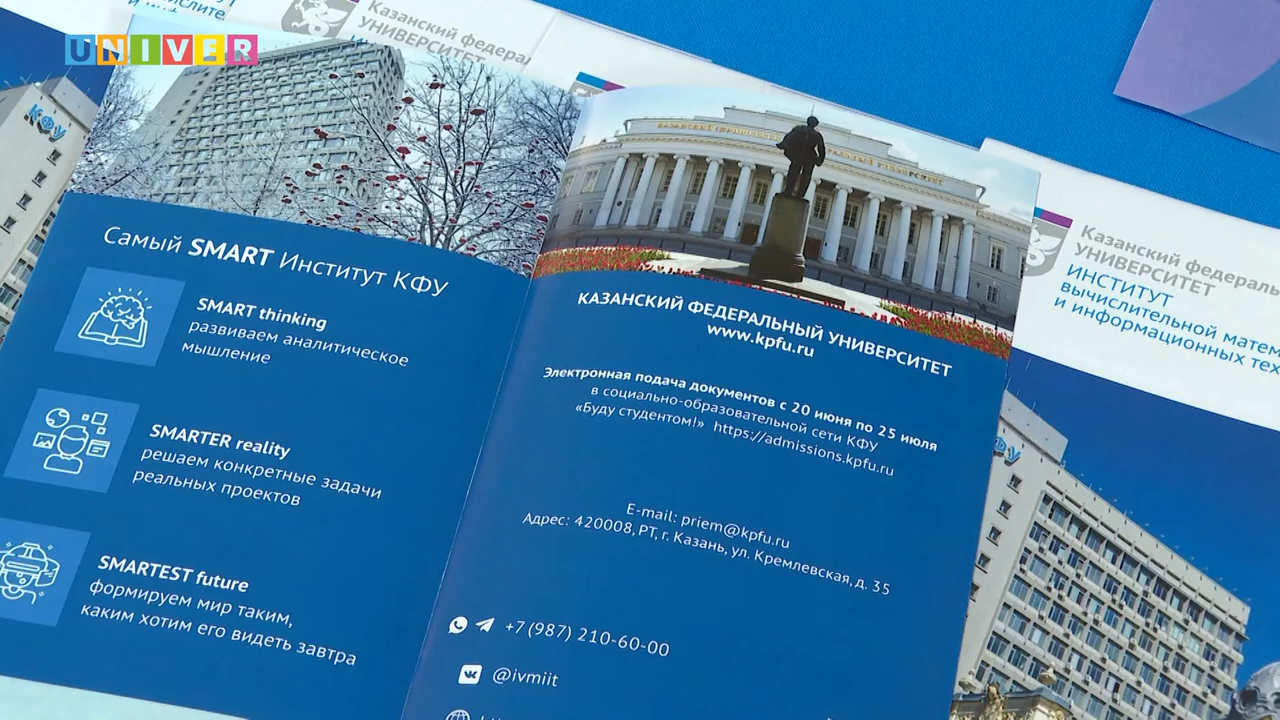 UNIVER
Казанский федера
УНИВЕРСИТЕТ
КФУ
Самый SMART Институт КФУ
SMART thinking
развиваем аналитическое
мышление
SMARTER reality
решаем конкретные задачи
реальных проектов
SMARTEST future
формируем мир таким,
каким хотим его видеть завтра
КАЗАНСКИЙ ФЕДЕРАЛЬНЫЙ УНИВЕРСИТЕТ
www.kpfu.ru
Электронная подача документов с 20 июня по 25 июля
в социально-образовательной сети КФУ
«Буду студентом!» https://admissions.kpfu.ru
E-mail: priem@kpfu.ru
Адрес: 420008, РТ, г. Казань, ул. Кремлевская, д. 35
+7 (987) 210-60-00
@ivmiit
Казанский федераль
УНИВЕРСИТЕТ
ИНСТИТУТ
вычислительной матем
и информационных тех
КФУ